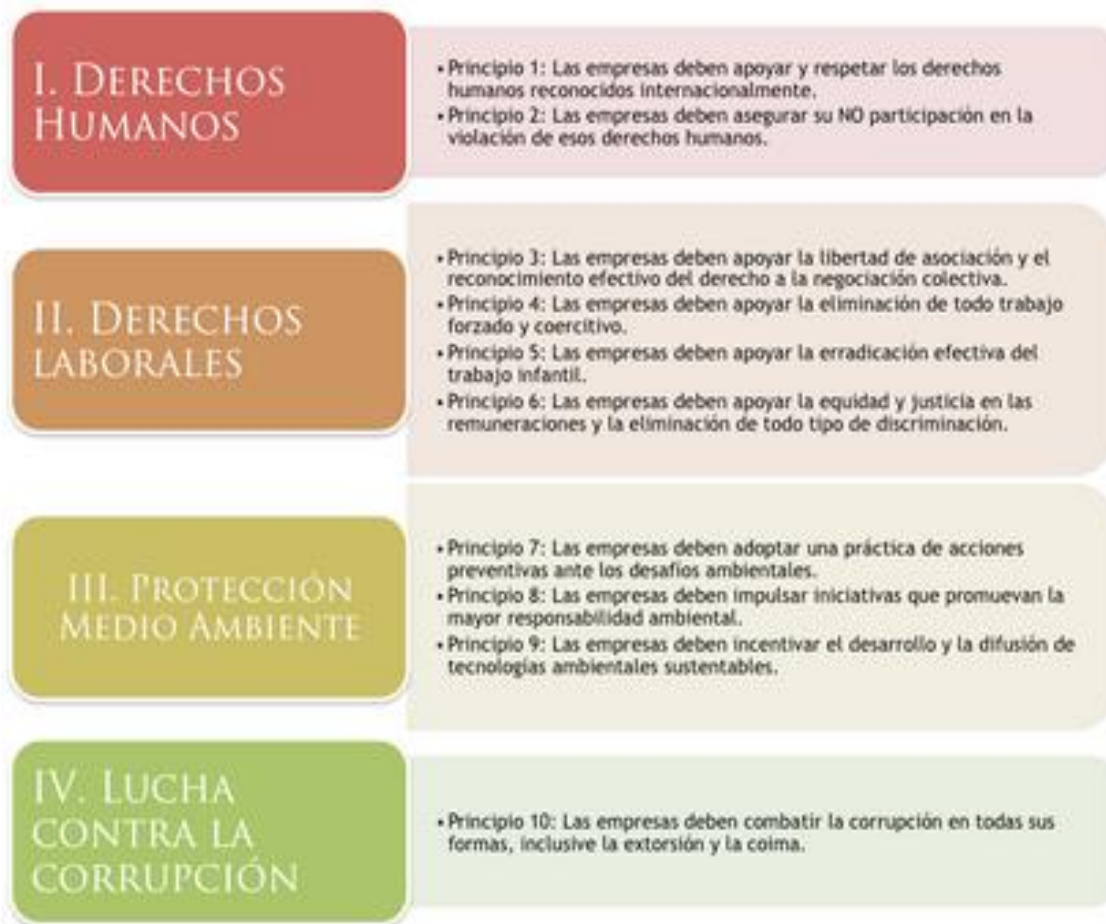 I. DERECHOS
HUMANOS
• Principio 1: Las empresas deben apoyar y respetar los derechos
humanos reconocidos internacionalmente.
• Principio 2: Las empresas deben asegurar su NO participación en la
violación de esos derechos humanos.
II. DERECHOS
LABORALES
• Principio 3: Las empresas deben apoyar la libertad de asociación y el
reconocimiento efectivo del derecho a la negociación colectiva.
• Principio 4: Las empresas deben apoyar la eliminación de todo trabajo
forzado y coercitivo.
• Principio 5: Las empresas deben apoyar la erradicación efectiva del
trabajo infantil.
• Principio 6: Las empresas deben apoyar la equidad y justicia en las
remuneraciones y la eliminación de todo tipo de discriminación.
III. PROTECCIÓN
MEDIO AMBIENTE
• Principio 7: Las empresas deben adoptar una práctica de acciones
preventivas ante los desafíos ambientales.
• Principio 8: Las empresas deben impulsar iniciativas que promuevan la
mayor responsabilidad ambiental.
• Principio 9: Las empresas deben incentivar el desarrollo y la difusión de
tecnologías ambientales sustentables.
IV. LUCHA
CONTRA LA
CORRUPCIÓN
• Principio 10: Las empresas deben combatir la corrupción en todas sus
formas, inclusive la extorsión y la coima.